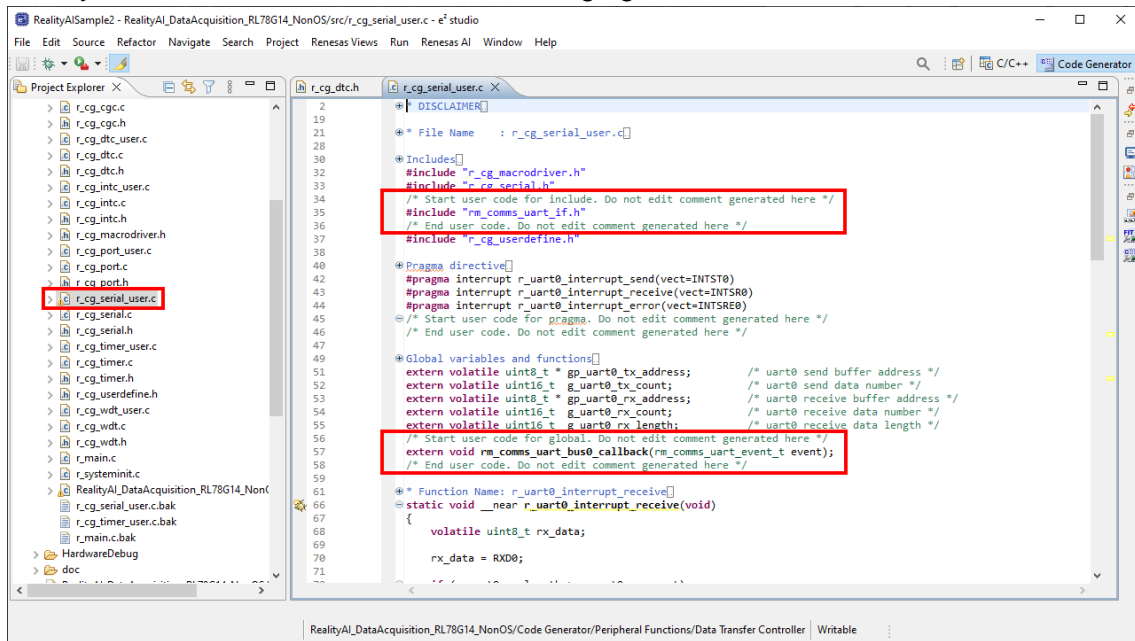 RealityAISample2 - RealityAI_DataAcquisition_RL78G14_NonOS/src/r_cg_serial_user.c - e² studio
File Edit Source Refactor Navigate Search Project Renesas Views Run Renesas AI Window Help
C/C++ Code Generator
Project Explorer
r_cg_cgc.c
r_cg_cgc.h
r_cg_dtc_user.c
r_cg_dtc.c
r_cg_dtc.h
r_cg_intc_user.c
r_cg_intc.c
r_cg_intc.h
r_cg_macrodriver.h
r_cg_port_user.c
r_cg_port.c
r_cg_port.h
r_cg_serial_user.c
r_cg_serial.c
r_cg_serial.h
r_cg_timer_user.c
r_cg_timer.c
r_cg_timer.h
r_cg_userdefine.h
r_cg_wdt_user.c
r_cg_wdt.c
r_cg_wdt.h
r_main.c
r_systeminit.c
RealityAI_DataAcquisition_RL78G14_Non
r_cg_serial_user.c.bak
r_cg_timer_user.c.bak
r_main.c.bak
HardwareDebug
doc
r_cg_dtc.h r_cg_serial_user.c
2 * DISCLAIMER
19
21 * File Name : r_cg_serial_user.c
28
30 Includes
32 #include "r_cg_macrodriver.h"
33 #include "r_cg_serial.h"
34 /* Start user code for include. Do not edit comment generated here */
35 #include "rm_comms_uart_if.h"
36 /* End user code. Do not edit comment generated here */
37 #include "r_cg_userdefine.h"
38
40 Pragma directive
42 #pragma interrupt r_uart0_interrupt_send(vect=INTST0)
43 #pragma interrupt r_uart0_interrupt_receive(vect=INTSR0)
44 #pragma interrupt r_uart0_interrupt_error(vect=INTSRE0)
45 /* Start user code for pragma. Do not edit comment generated here */
46 /* End user code. Do not edit comment generated here */
47
49 Global variables and functions
51 extern volatile uint8_t * gp_uart0_tx_address; /* uart0 send buffer address */
52 extern volatile uint16_t g_uart0_tx_count; /* uart0 send data number */
53 extern volatile uint8_t * gp_uart0_rx_address; /* uart0 receive buffer address */
54 extern volatile uint16_t g_uart0_rx_count; /* uart0 receive data number */
55 extern volatile uint16_t g_uart0_rx_length; /* uart0 receive data length */
56 /* Start user code for global. Do not edit comment generated here */
57 extern void rm_comms_uart_bus0_callback(rm_comms_uart_event_t event);
58 /* End user code. Do not edit comment generated here */
59
61 * Function Name: r_uart0_interrupt_receive
66 static void __near r_uart0_interrupt_receive(void)
67 {
68 volatile uint8_t rx_data;
69
70 rx_data = RXD0;
71
RealityAI_DataAcquisition_RL78G14_NonOS/Code Generator/Peripheral Functions/Data Transfer Controller Writable